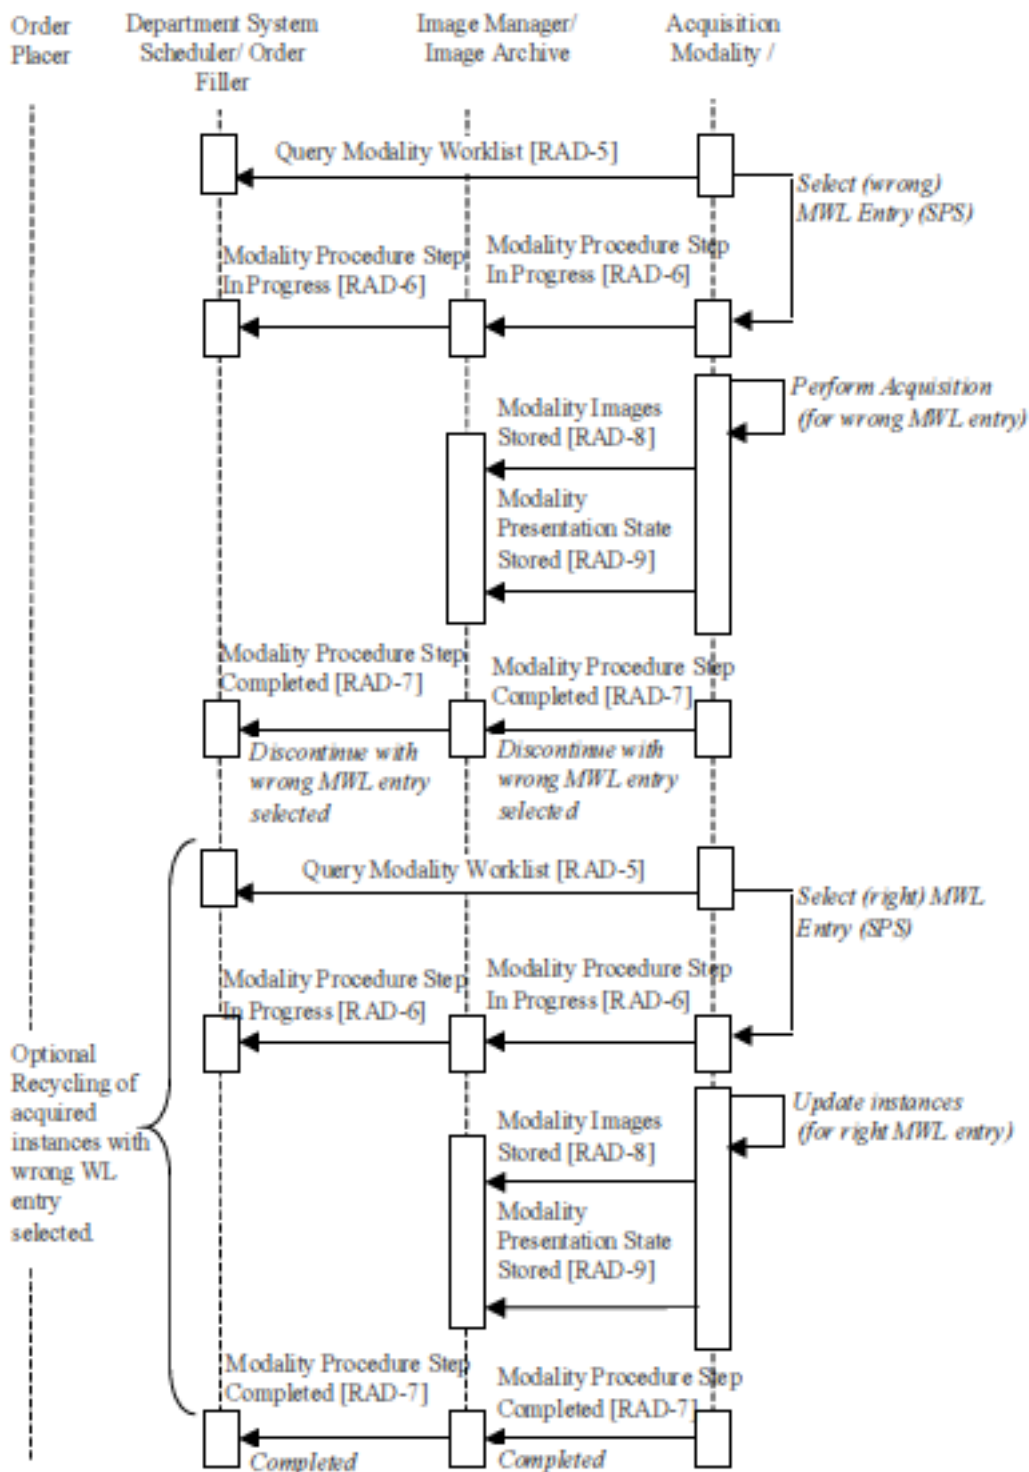 Order
Placer
Department System
Scheduler/ Order
Filler
Image Manager/
Image Archive
Acquisition
Modality /
Query Modality Worklist [RAD-5]
Select (wrong)
MWL Entry (SPS)
Modality Procedure Step
In Progress [RAD-6]
Modality Procedure Step
In Progress [RAD-6]
Perform Acquisition
(for wrong MWL entry)
Modality Images
Stored [RAD-8]
Modality
Presentation State
Stored [RAD-9]
Modality Procedure Step
Completed [RAD-7]
Modality Procedure Step
Completed [RAD-7]
Discontinue with
wrong MWL entry
selected
Discontinue with
wrong MWL entry
selected
Query Modality Worklist [RAD-5]
Select (right) MWL
Entry (SPS)
Modality Procedure Step
In Progress [RAD-6]
Modality Procedure Step
In Progress [RAD-6]
Optional
Recycling of
acquired
instances with
wrong WL
entry
selected.
Update instances
(for right MWL entry)
Modality Images
Stored [RAD-8]
Modality
Presentation State
Stored [RAD-9]
Modality Procedure Step
Completed [RAD-7]
Modality Procedure Step
Completed [RAD-7]
Completed
Completed